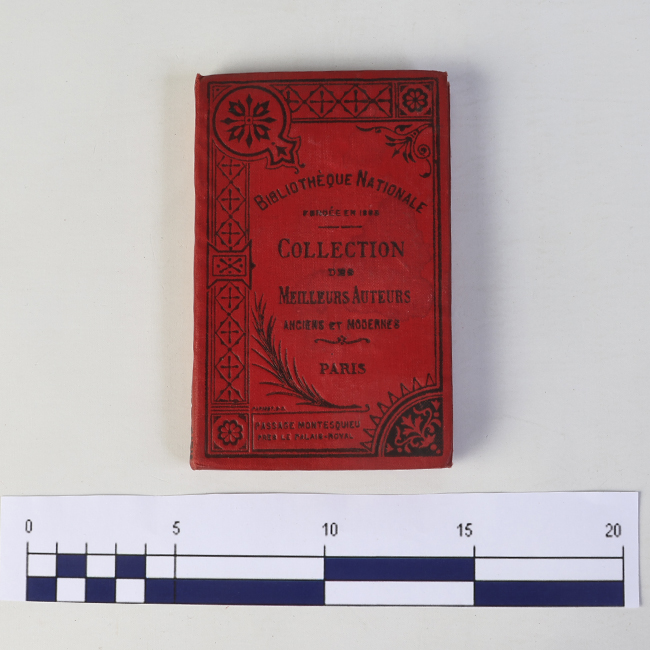 BIBLIOTHÈQUE NATIONALE
FONDÉE EN 1863
COLLECTION
DES
MEILLEURS AUTEURS
ANCIENS ET MODERNES
PARIS
PASSAGE MONTESQUIEU
PRÈS LE PALAIS-ROYAL
0 5 10 15 20